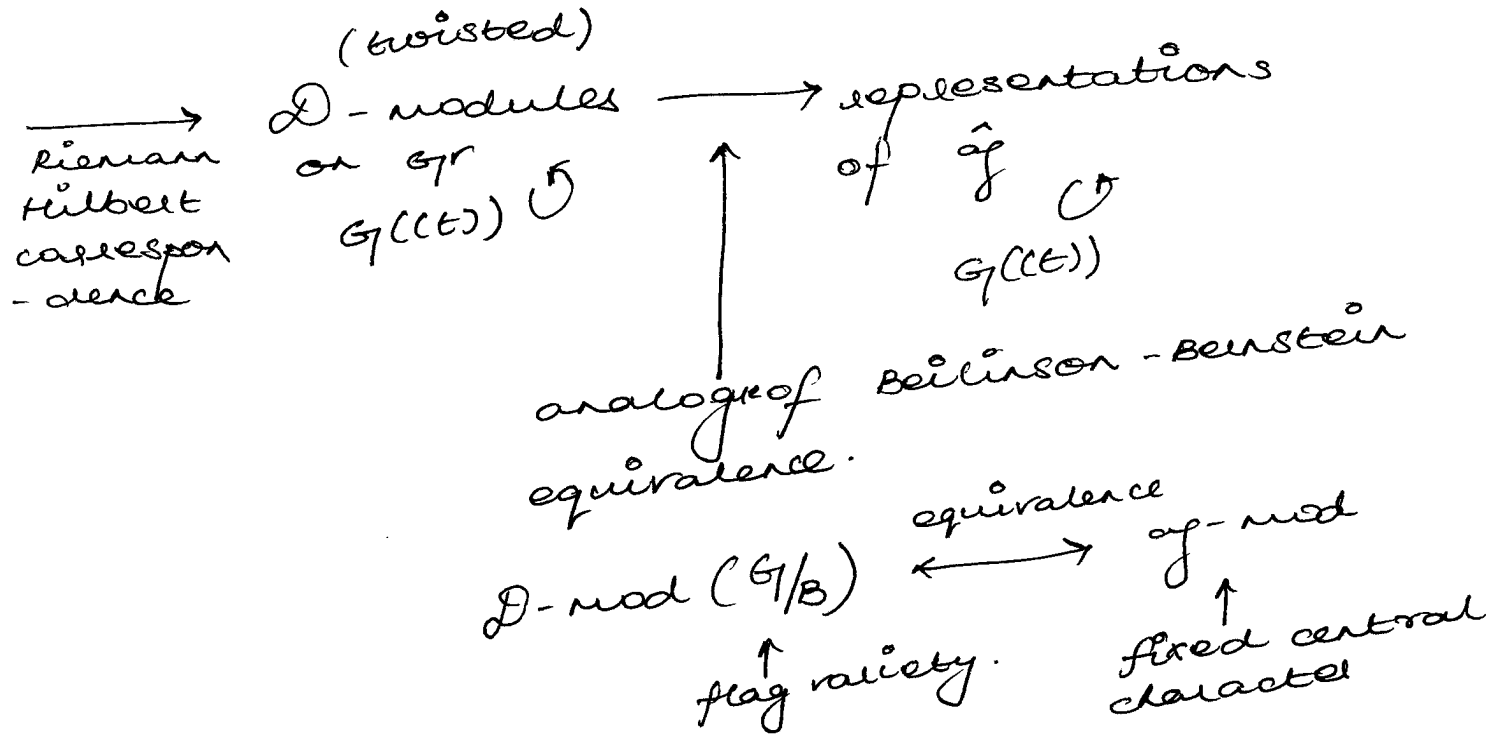 (twisted)
D-modules → representations
on Gr of ĝ
G((t)) ↺ ↺
G((t))
→
Riemann
Hilbert
correspon
-dence
analogue of Beilinson-Bernstein
equivalence.
equivalence
D-mod (G/B) ↔ g-mod
↑ ↑
flag variety. fixed central
character